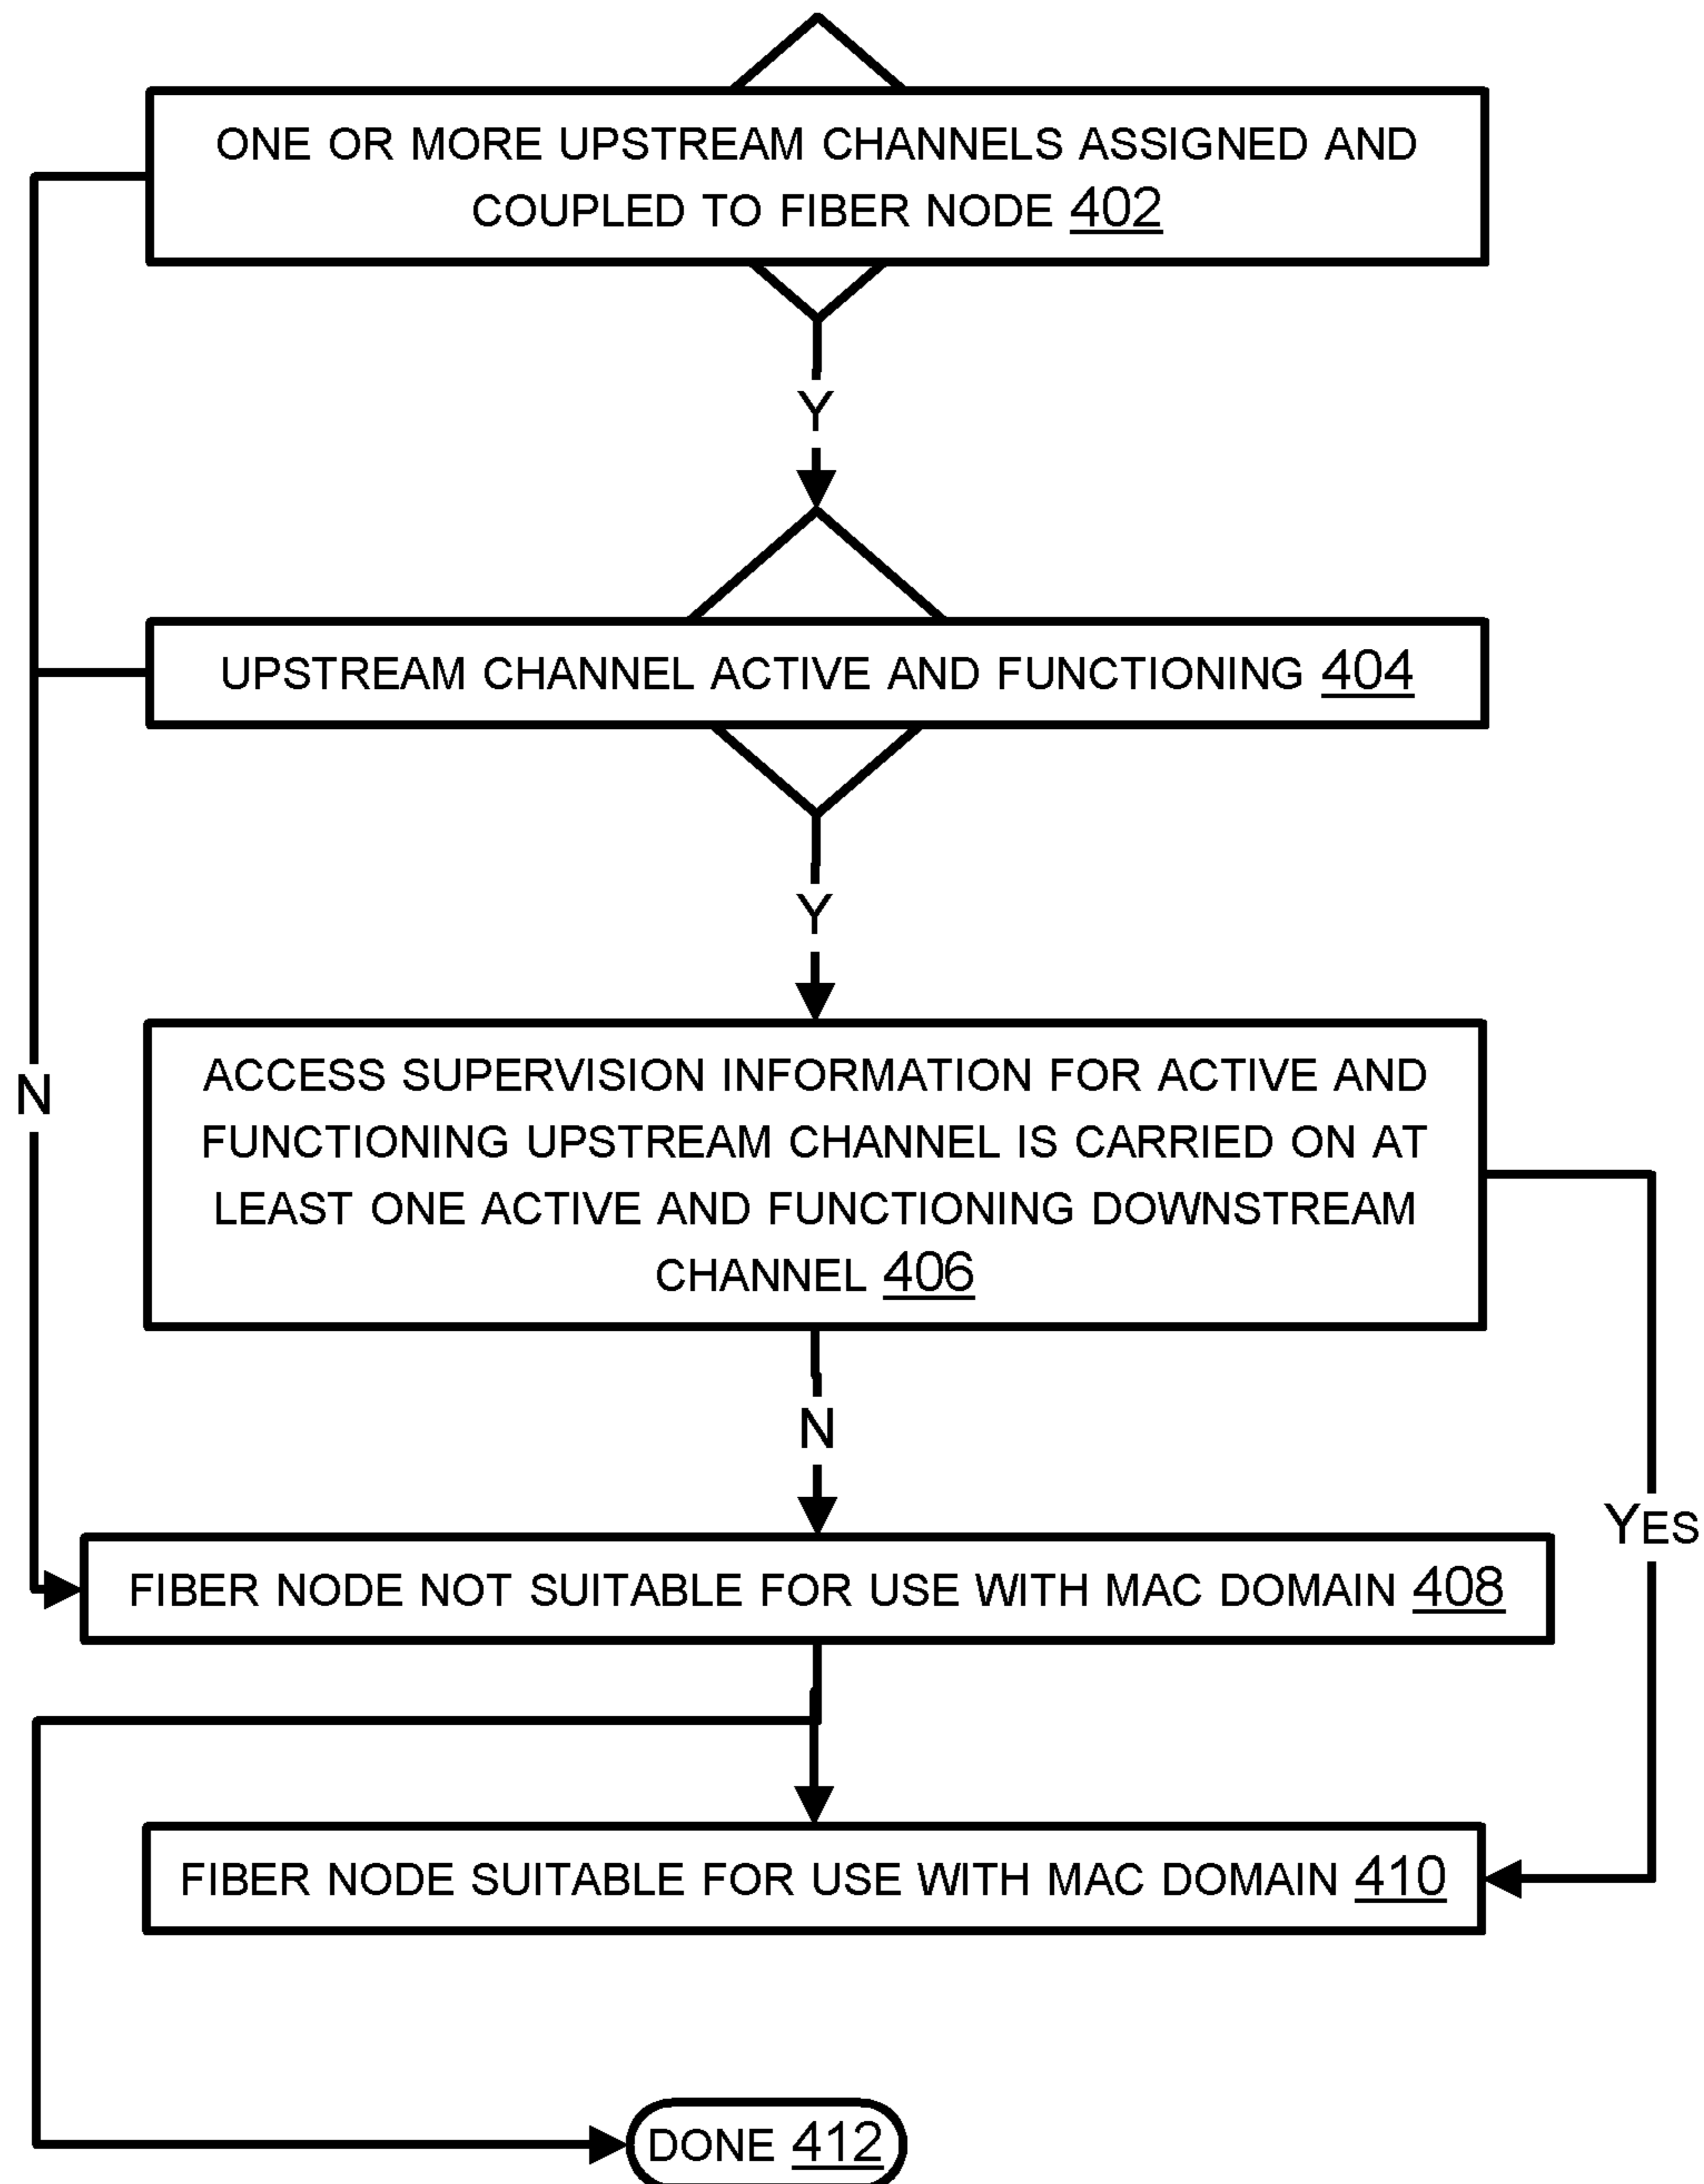 ONE OR MORE UPSTREAM CHANNELS ASSIGNED AND
COUPLED TO FIBER NODE 402
Y
UPSTREAM CHANNEL ACTIVE AND FUNCTIONING 404
Y
ACCESS SUPERVISION INFORMATION FOR ACTIVE AND
FUNCTIONING UPSTREAM CHANNEL IS CARRIED ON AT
LEAST ONE ACTIVE AND FUNCTIONING DOWNSTREAM
CHANNEL 406
N
N
YES
FIBER NODE NOT SUITABLE FOR USE WITH MAC DOMAIN 408
FIBER NODE SUITABLE FOR USE WITH MAC DOMAIN 410
DONE 412